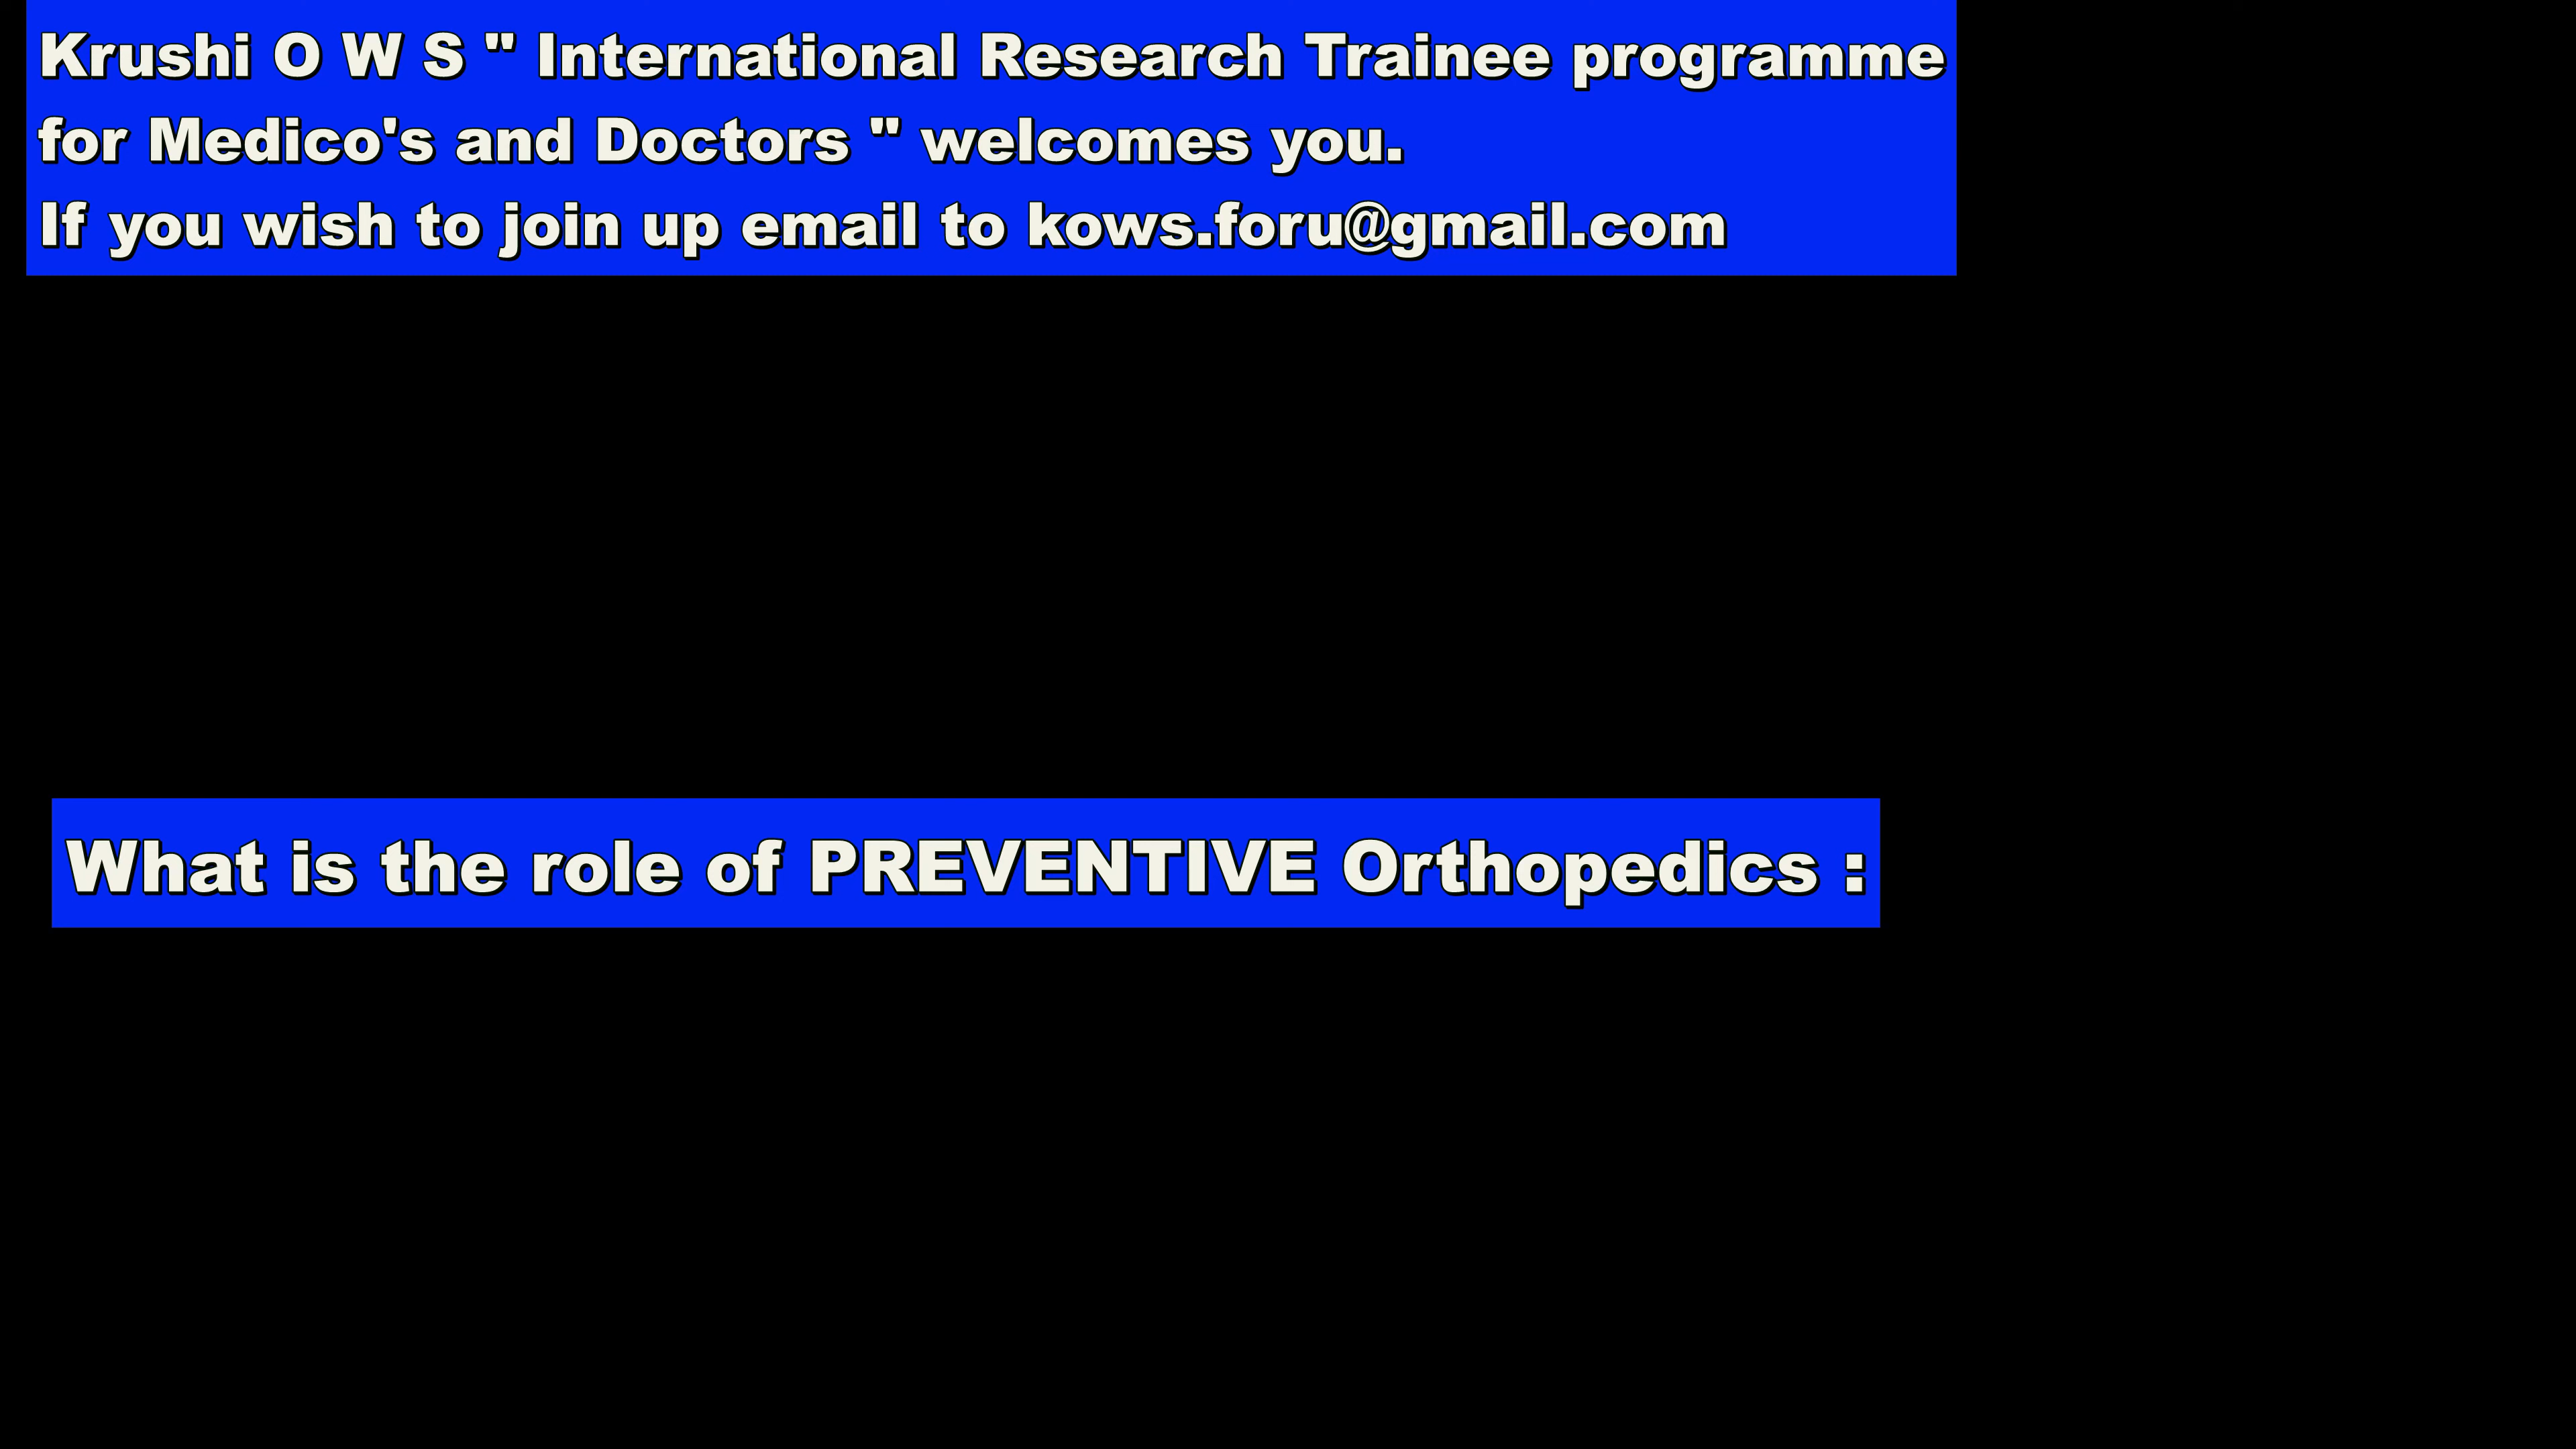 Krushi O W S " International Research Trainee programme
for Medico's and Doctors " welcomes you.
If you wish to join up email to kows.foru@gmail.com
What is the role of PREVENTIVE Orthopedics :